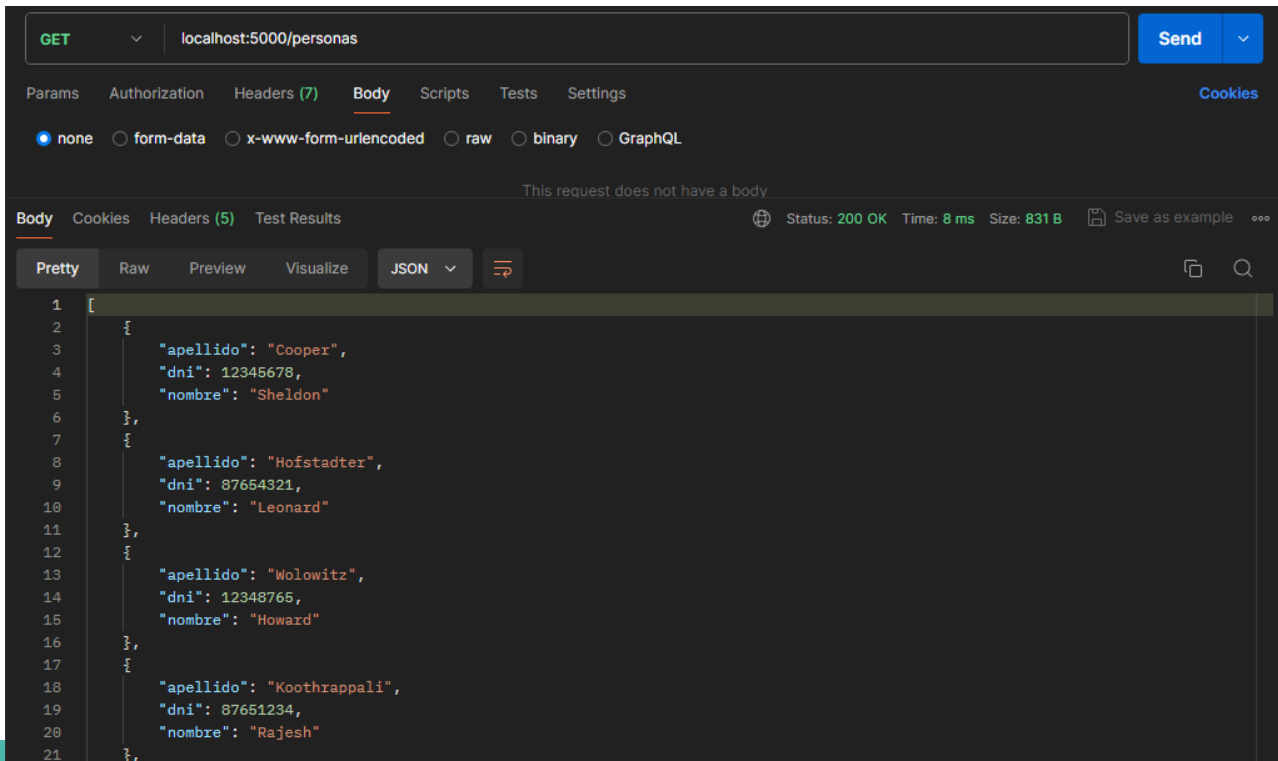 GET localhost:5000/personas Send
Params Authorization Headers (7) Body Scripts Tests Settings Cookies
none form-data x-www-form-urlencoded raw binary GraphQL
This request does not have a body
Body Cookies Headers (5) Test Results Status: 200 OK Time: 8 ms Size: 831 B Save as example
Pretty Raw Preview Visualize JSON
1 [
2 {
3 "apellido": "Cooper",
4 "dni": 12345678,
5 "nombre": "Sheldon"
6 },
7 {
8 "apellido": "Hofstadter",
9 "dni": 87654321,
10 "nombre": "Leonard"
11 },
12 {
13 "apellido": "Wolowitz",
14 "dni": 12348765,
15 "nombre": "Howard"
16 },
17 {
18 "apellido": "Koothrappali",
19 "dni": 87651234,
20 "nombre": "Rajesh"
21 },